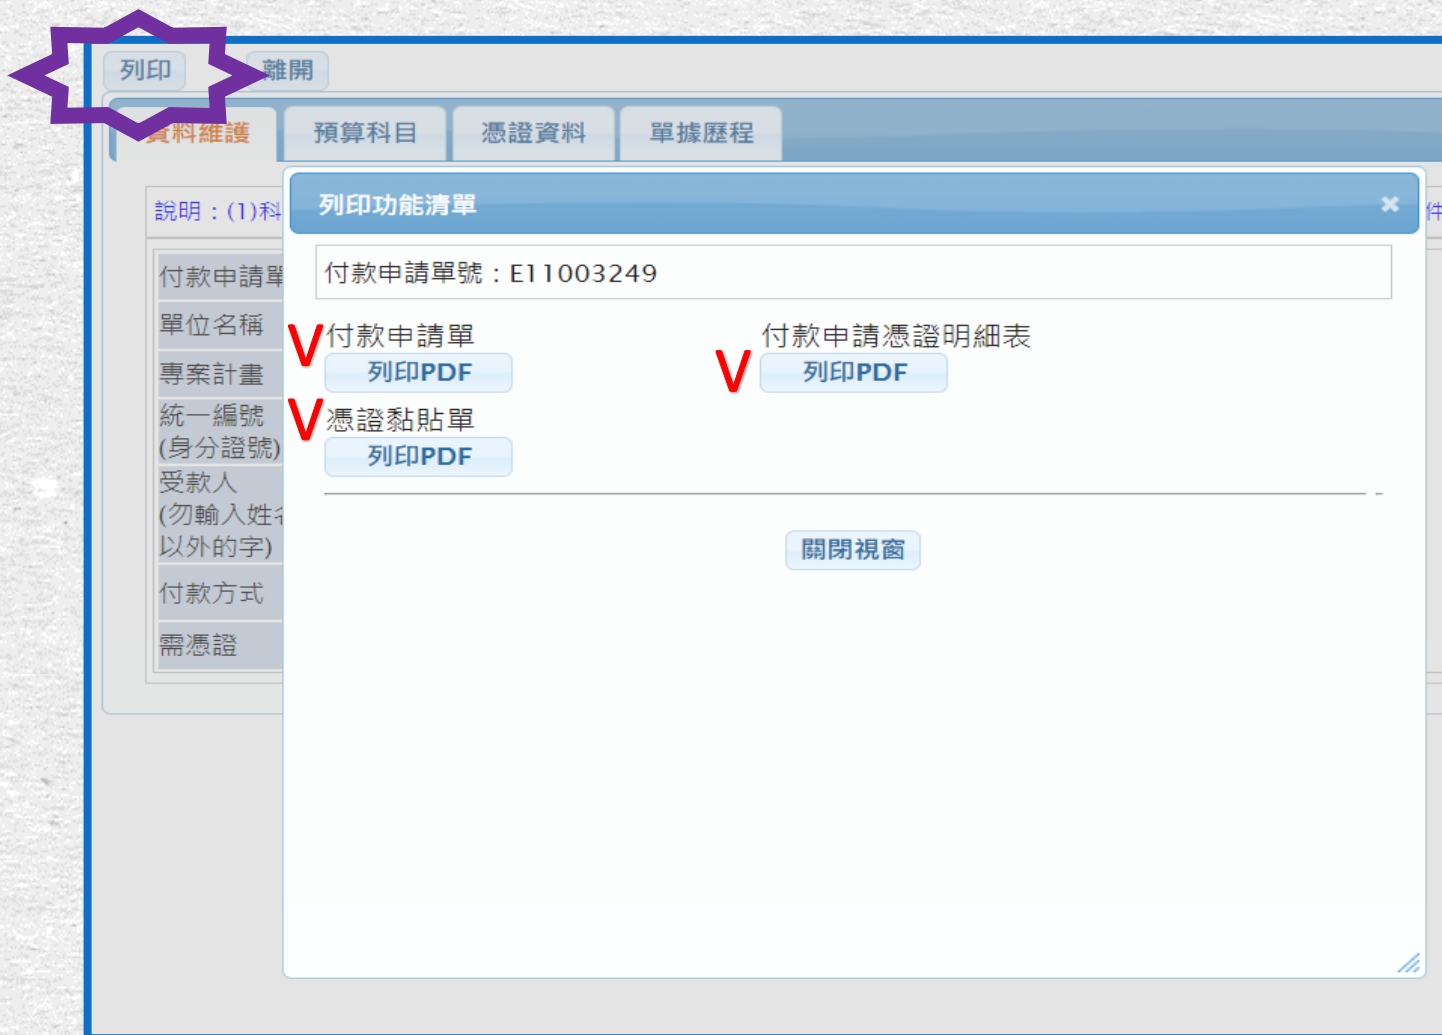 列印 離開
資料維護 預算科目 憑證資料 單據歷程
說明：(1)科
件
列印功能清單
付款申請單號：E11003249
付款申請單
單位名稱
專案計畫
統一編號
(身分證號)
受款人
(勿輸入姓名
以外的字)
付款方式
需憑證
V 付款申請單 付款申請憑證明細表
列印PDF V 列印PDF
V 憑證黏貼單
列印PDF
關閉視窗